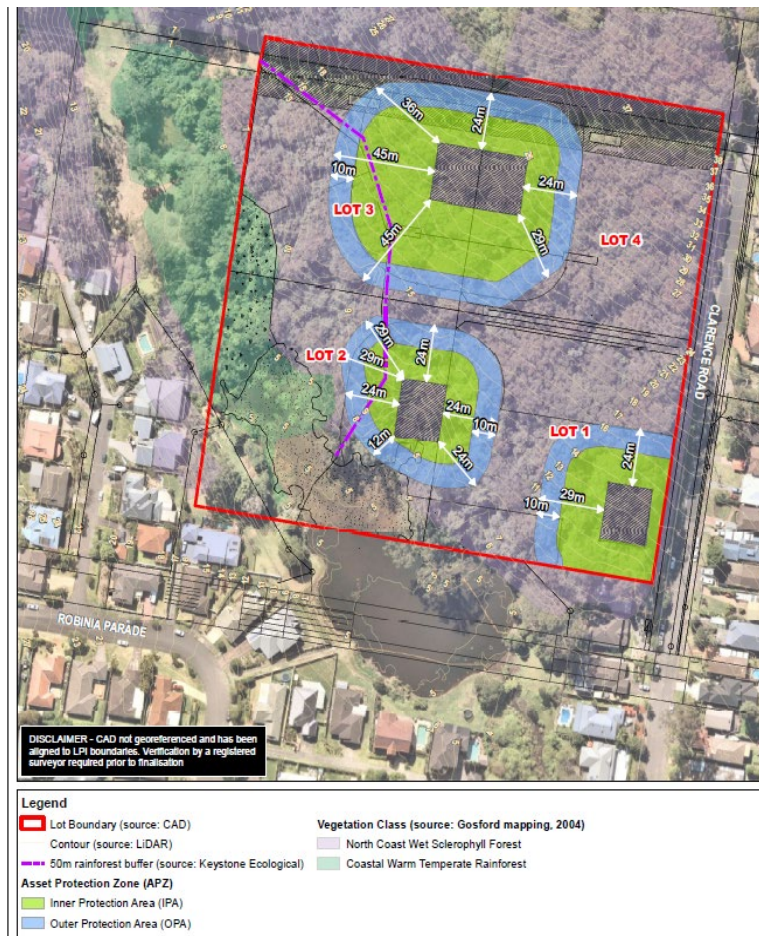 36m
24m
45m
10m
LOT 3
24m
45m
29m
LOT 4
CLARENCE ROAD
29m
LOT 2
29m
24m
24m
24m
10m
12m
24m
LOT 1
24m
29m
10m
ROBINIA PARADE
DISCLAIMER - CAD not georeferenced and has been
aligned to LPI boundaries. Verification by a registered
surveyor required prior to finalisation
Legend
Lot Boundary (source: CAD)
Vegetation Class (source: Gosford mapping, 2004)
Contour (source: LiDAR)
North Coast Wet Sclerophyll Forest
50m rainforest buffer (source: Keystone Ecological)
Coastal Warm Temperate Rainforest
Asset Protection Zone (APZ)
Inner Protection Area (IPA)
Outer Protection Area (OPA)